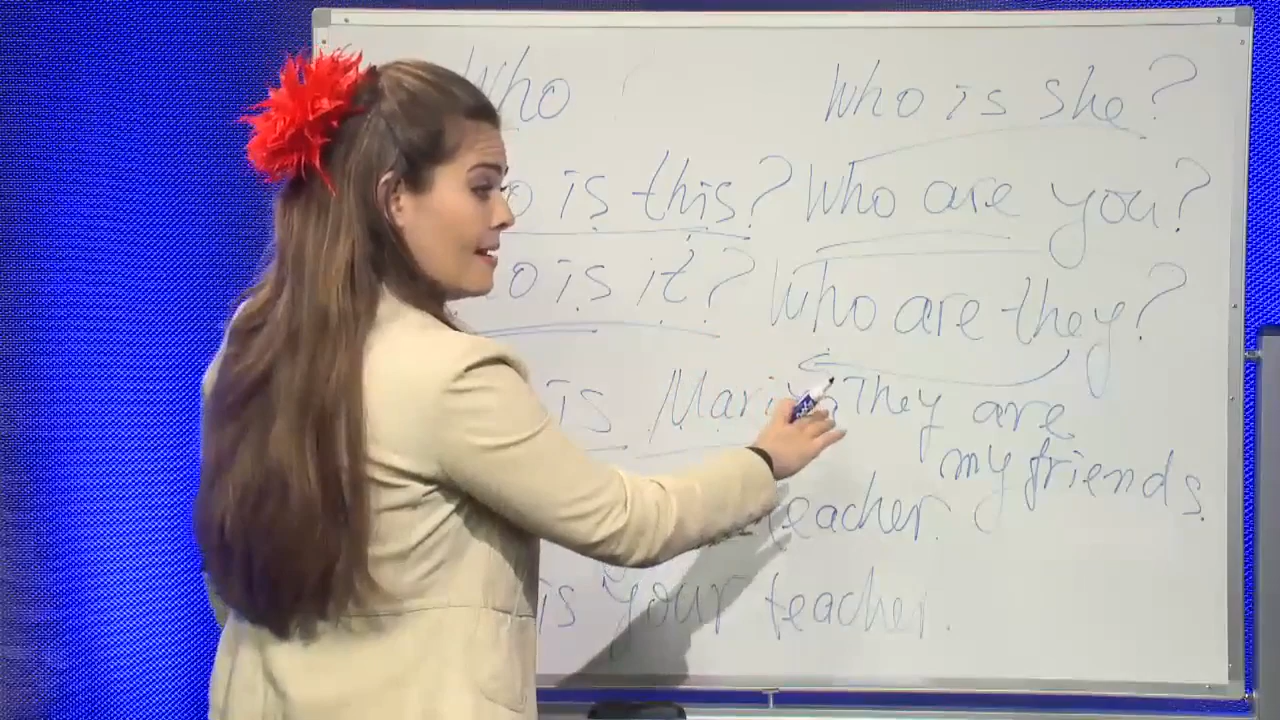 Who
Who is she?
is this?
Who are you?
is it?
Who are they?
is
They are
my friends
teacher.
is your teacher.